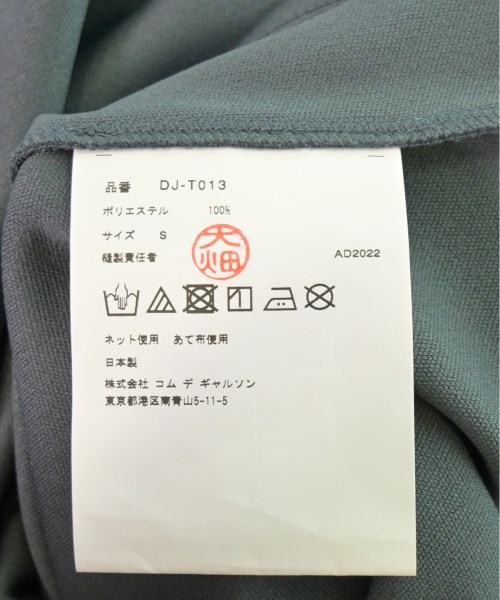 品番 DJ-T013
ポリエステル 100%
サイズ S
縫製責任者 大畑 AD2022
ネット使用 あて布使用
日本製
株式会社 コム デ ギャルソン
東京都港区南青山5-11-5